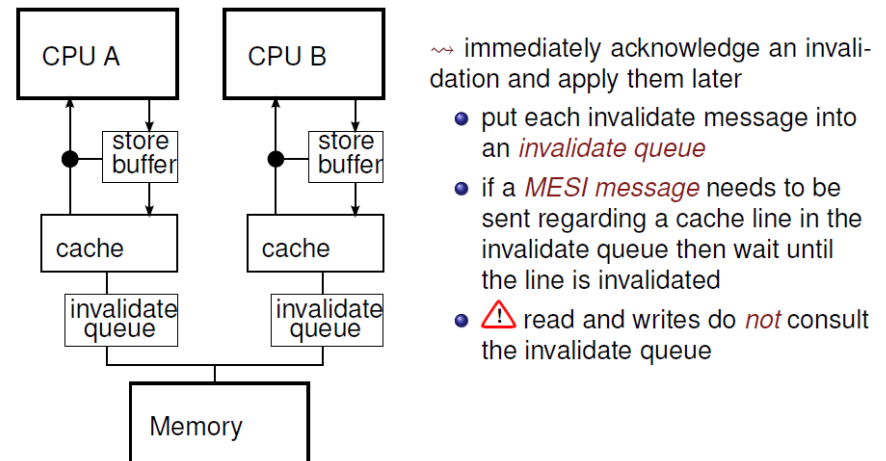 CPU A
CPU B
store
buffer
store
buffer
cache
cache
invalidate
queue
invalidate
queue
Memory
⇝ immediately acknowledge an invali-
dation and apply them later
put each invalidate message into
an invalidate queue
if a MESI message needs to be
sent regarding a cache line in the
invalidate queue then wait until
the line is invalidated
⚠ read and writes do not consult
the invalidate queue